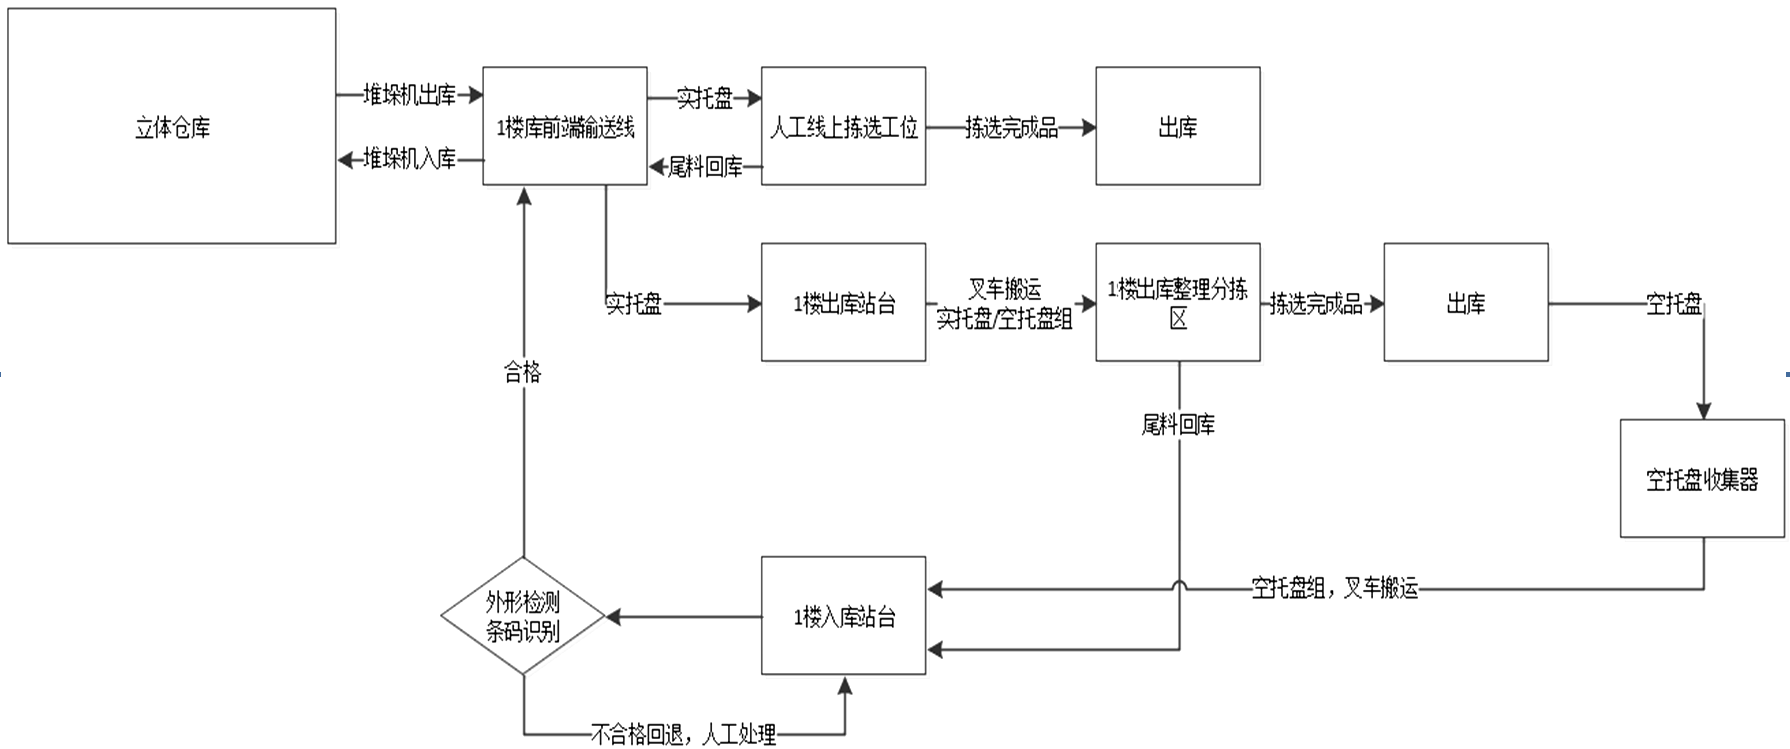 堆垛机出库
实托盘
立体仓库
1楼库前端输送线
人工线上拣选工位
拣选完成品
出库
堆垛机入库
尾料回库
实托盘
1楼出库站台
叉车搬运
实托盘/空托盘组
1楼出库整理分拣
区
拣选完成品
出库
空托盘
合格
尾料回库
空托盘收集器
空托盘组，叉车搬运
外形检测
条码识别
1楼入库站台
不合格回退，人工处理